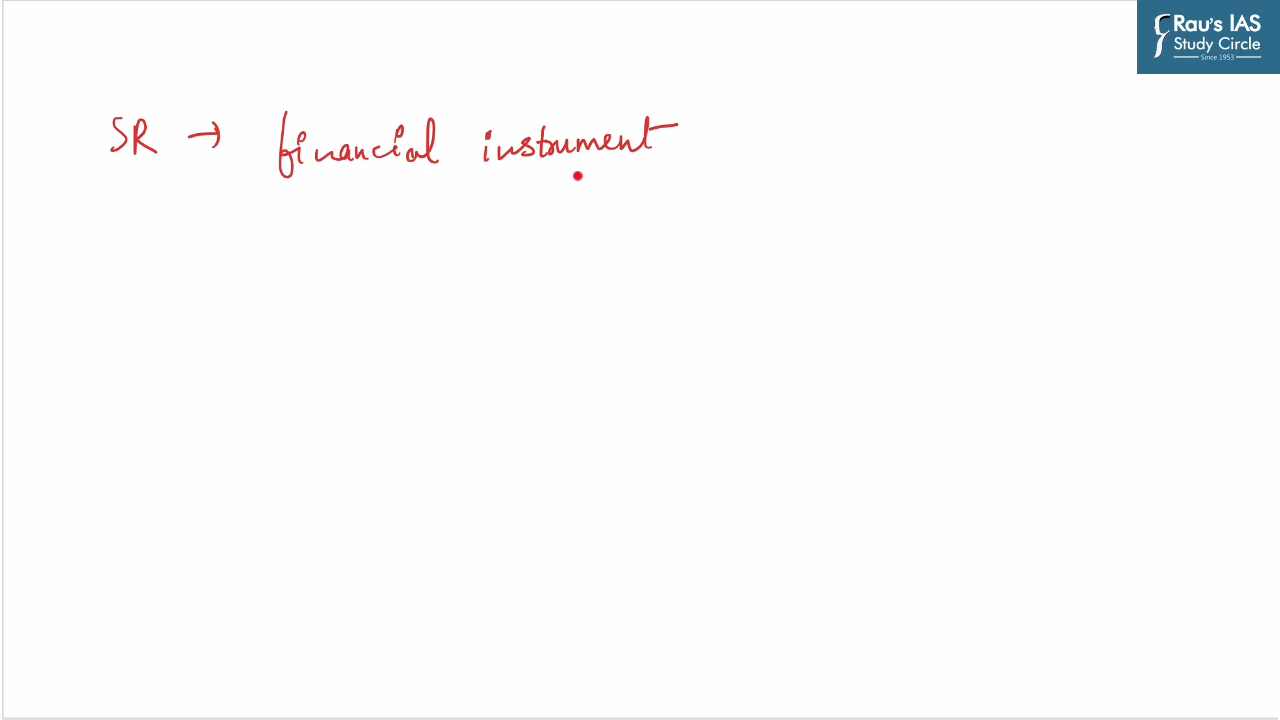 Rau's IAS
Study Circle
Since 1953
SR → financial instrument